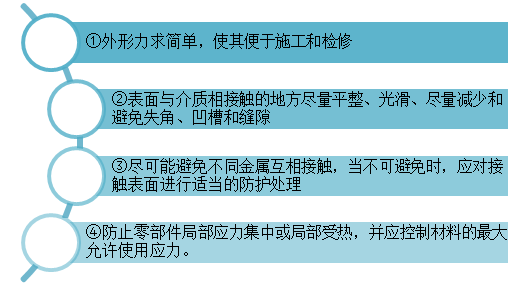 ①外形力求简单，使其便于施工和检修
②表面与介质相接触的地方尽量平整、光滑、尽量减少和
避免失角、凹槽和缝隙
③尽可能避免不同金属互相接触，当不可避免时，应对接
触表面进行适当的防护处理
④防止零部件局部应力集中或局部受热，并应控制材料的最大
允许使用应力。